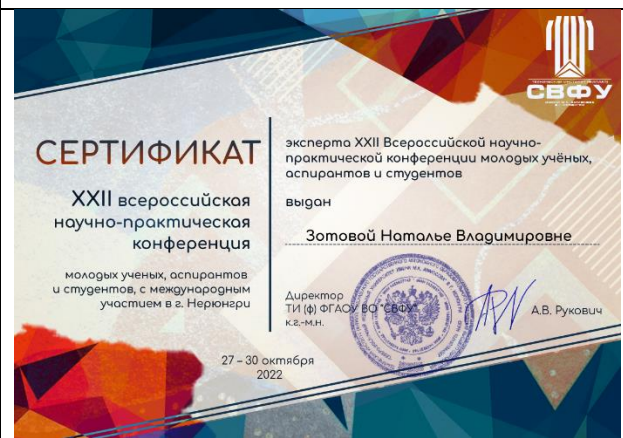 СВФУ
СЕРТИФИКАТ
XXII всероссийская
научно-практическая
конференция
молодых ученых, аспирантов
и студентов, с международным
участием в г. Нерюнгри
27 – 30 октября
2022
эксперта XXII Всероссийской научно-
практической конференции молодых учёных,
аспирантов и студентов
выдан
Зотовой Наталье Владимировне
Директор
ТИ (ф) ФГАОУ ВО "СВФУ"
к.г.-м.н.
А.В. Рукович